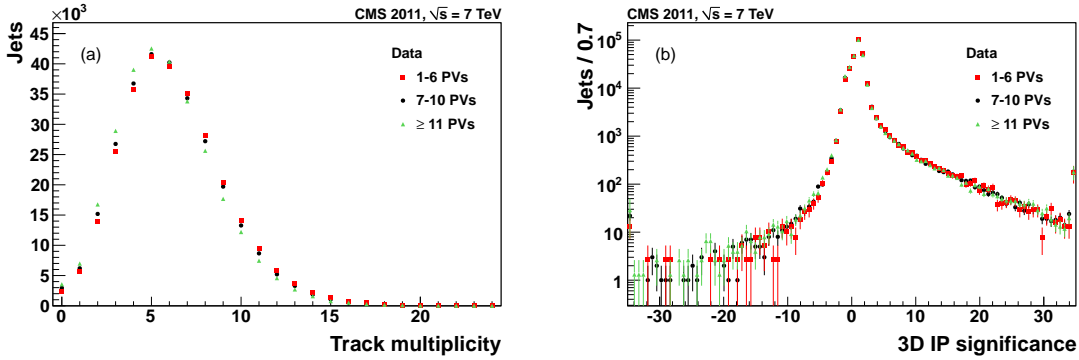 ×10³
CMS 2011, √s = 7 TeV
Jets
45
40
35
30
25
20
15
10
5
0
(a)
Data
1-6 PVs
7-10 PVs
≥ 11 PVs
0
5
10
15
20
Track multiplicity
CMS 2011, √s = 7 TeV
Jets / 0.7
10⁵
10⁴
10³
10²
10
1
(b)
Data
1-6 PVs
7-10 PVs
≥ 11 PVs
-30
-20
-10
0
10
20
30
3D IP significance